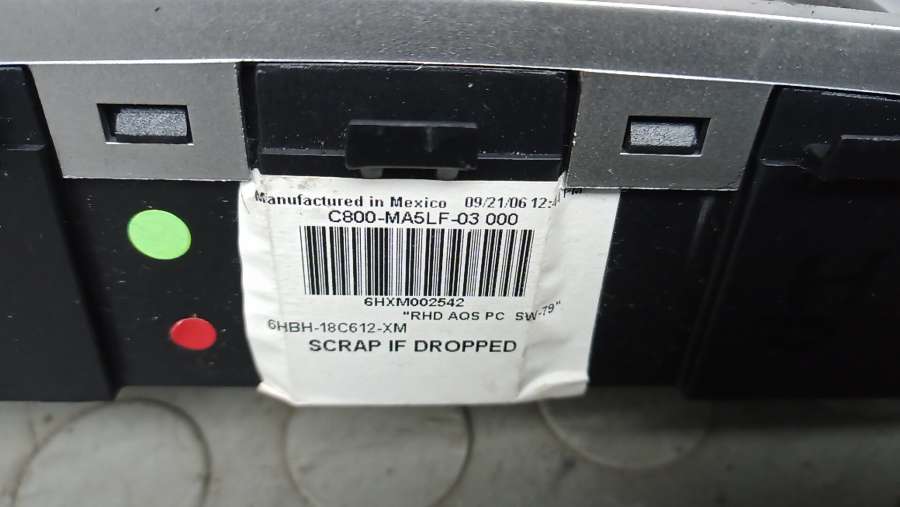 Manufactured in Mexico 09/21/06 12:
C800-MA5LF-03 000
6HXM002542
"RHD AQS PC SW-79"
6HBH-18C612-XM
SCRAP IF DROPPED